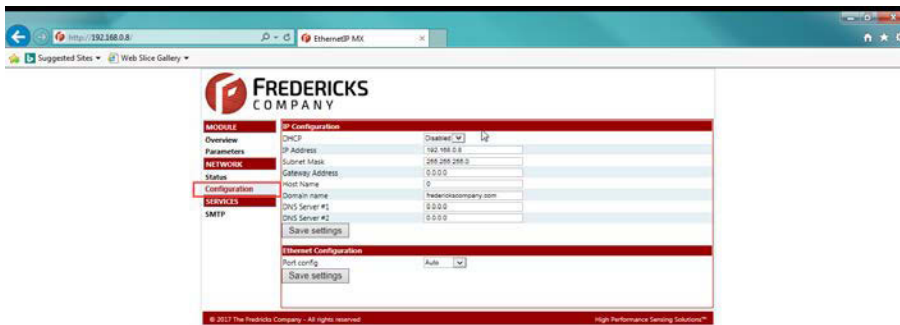 http://192.168.0.8/
EthernetIP MX
Suggested Sites
Web Slice Gallery
FREDERICKS
COMPANY
MODULE
Overview
Parameters
NETWORK
Status
Configuration
SERVICES
SMTP
IP Configuration
DHCP Disabled
IP Address 192.168.0.8
Subnet Mask 255.255.255.0
Gateway Address 0.0.0.0
Host Name 0
Domain name frederickscompany.com
DNS Server #1 0.0.0.0
DNS Server #2 0.0.0.0
Save settings
Ethernet Configuration
Port config Auto
Save settings
© 2017 The Fredricks Company - All rights reserved
High Performance Sensing Solutions™